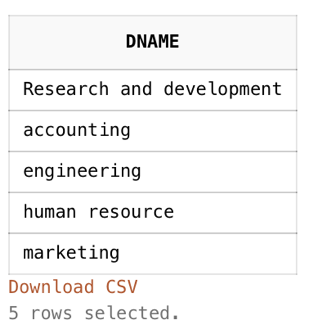 DNAME
Research and development
accounting
engineering
human resource
marketing
Download CSV
5 rows selected.